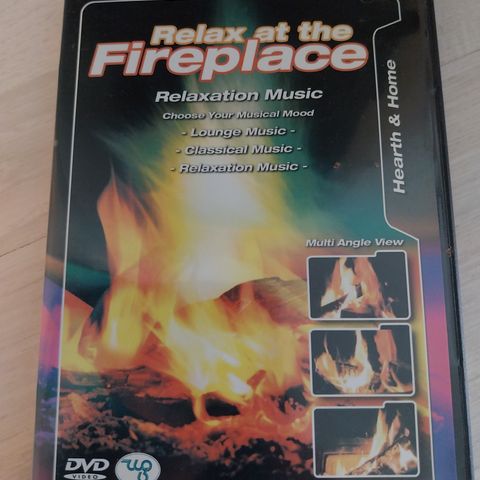 Relax at the
Fireplace
Relaxation Music
Choose Your Musical Mood
- Lounge Music -
- Classical Music -
- Relaxation Music -
Hearth & Home
Multi Angle View
DVD
VIDEO